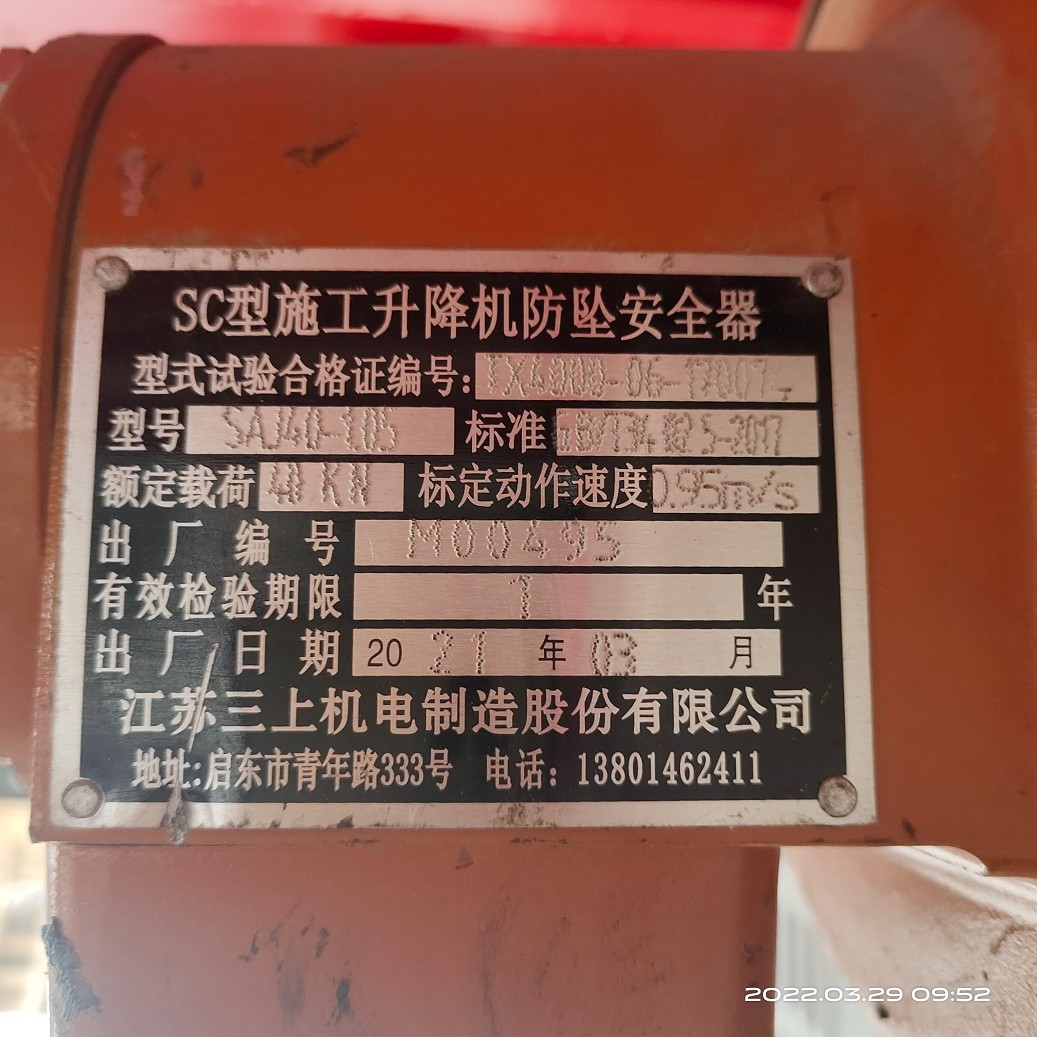 SC型施工升降机防坠安全器
型式试验合格证编号:
型号 SAJ40-1.05 标准
额定载荷 40KN 标定动作速度 0.95m/s
出厂编号 M00495
有效检验期限 1 年
出厂日期 2021年03月
江苏三上机电制造股份有限公司
地址:启东市青年路333号 电话：13801462411
2022.03.29 09:52